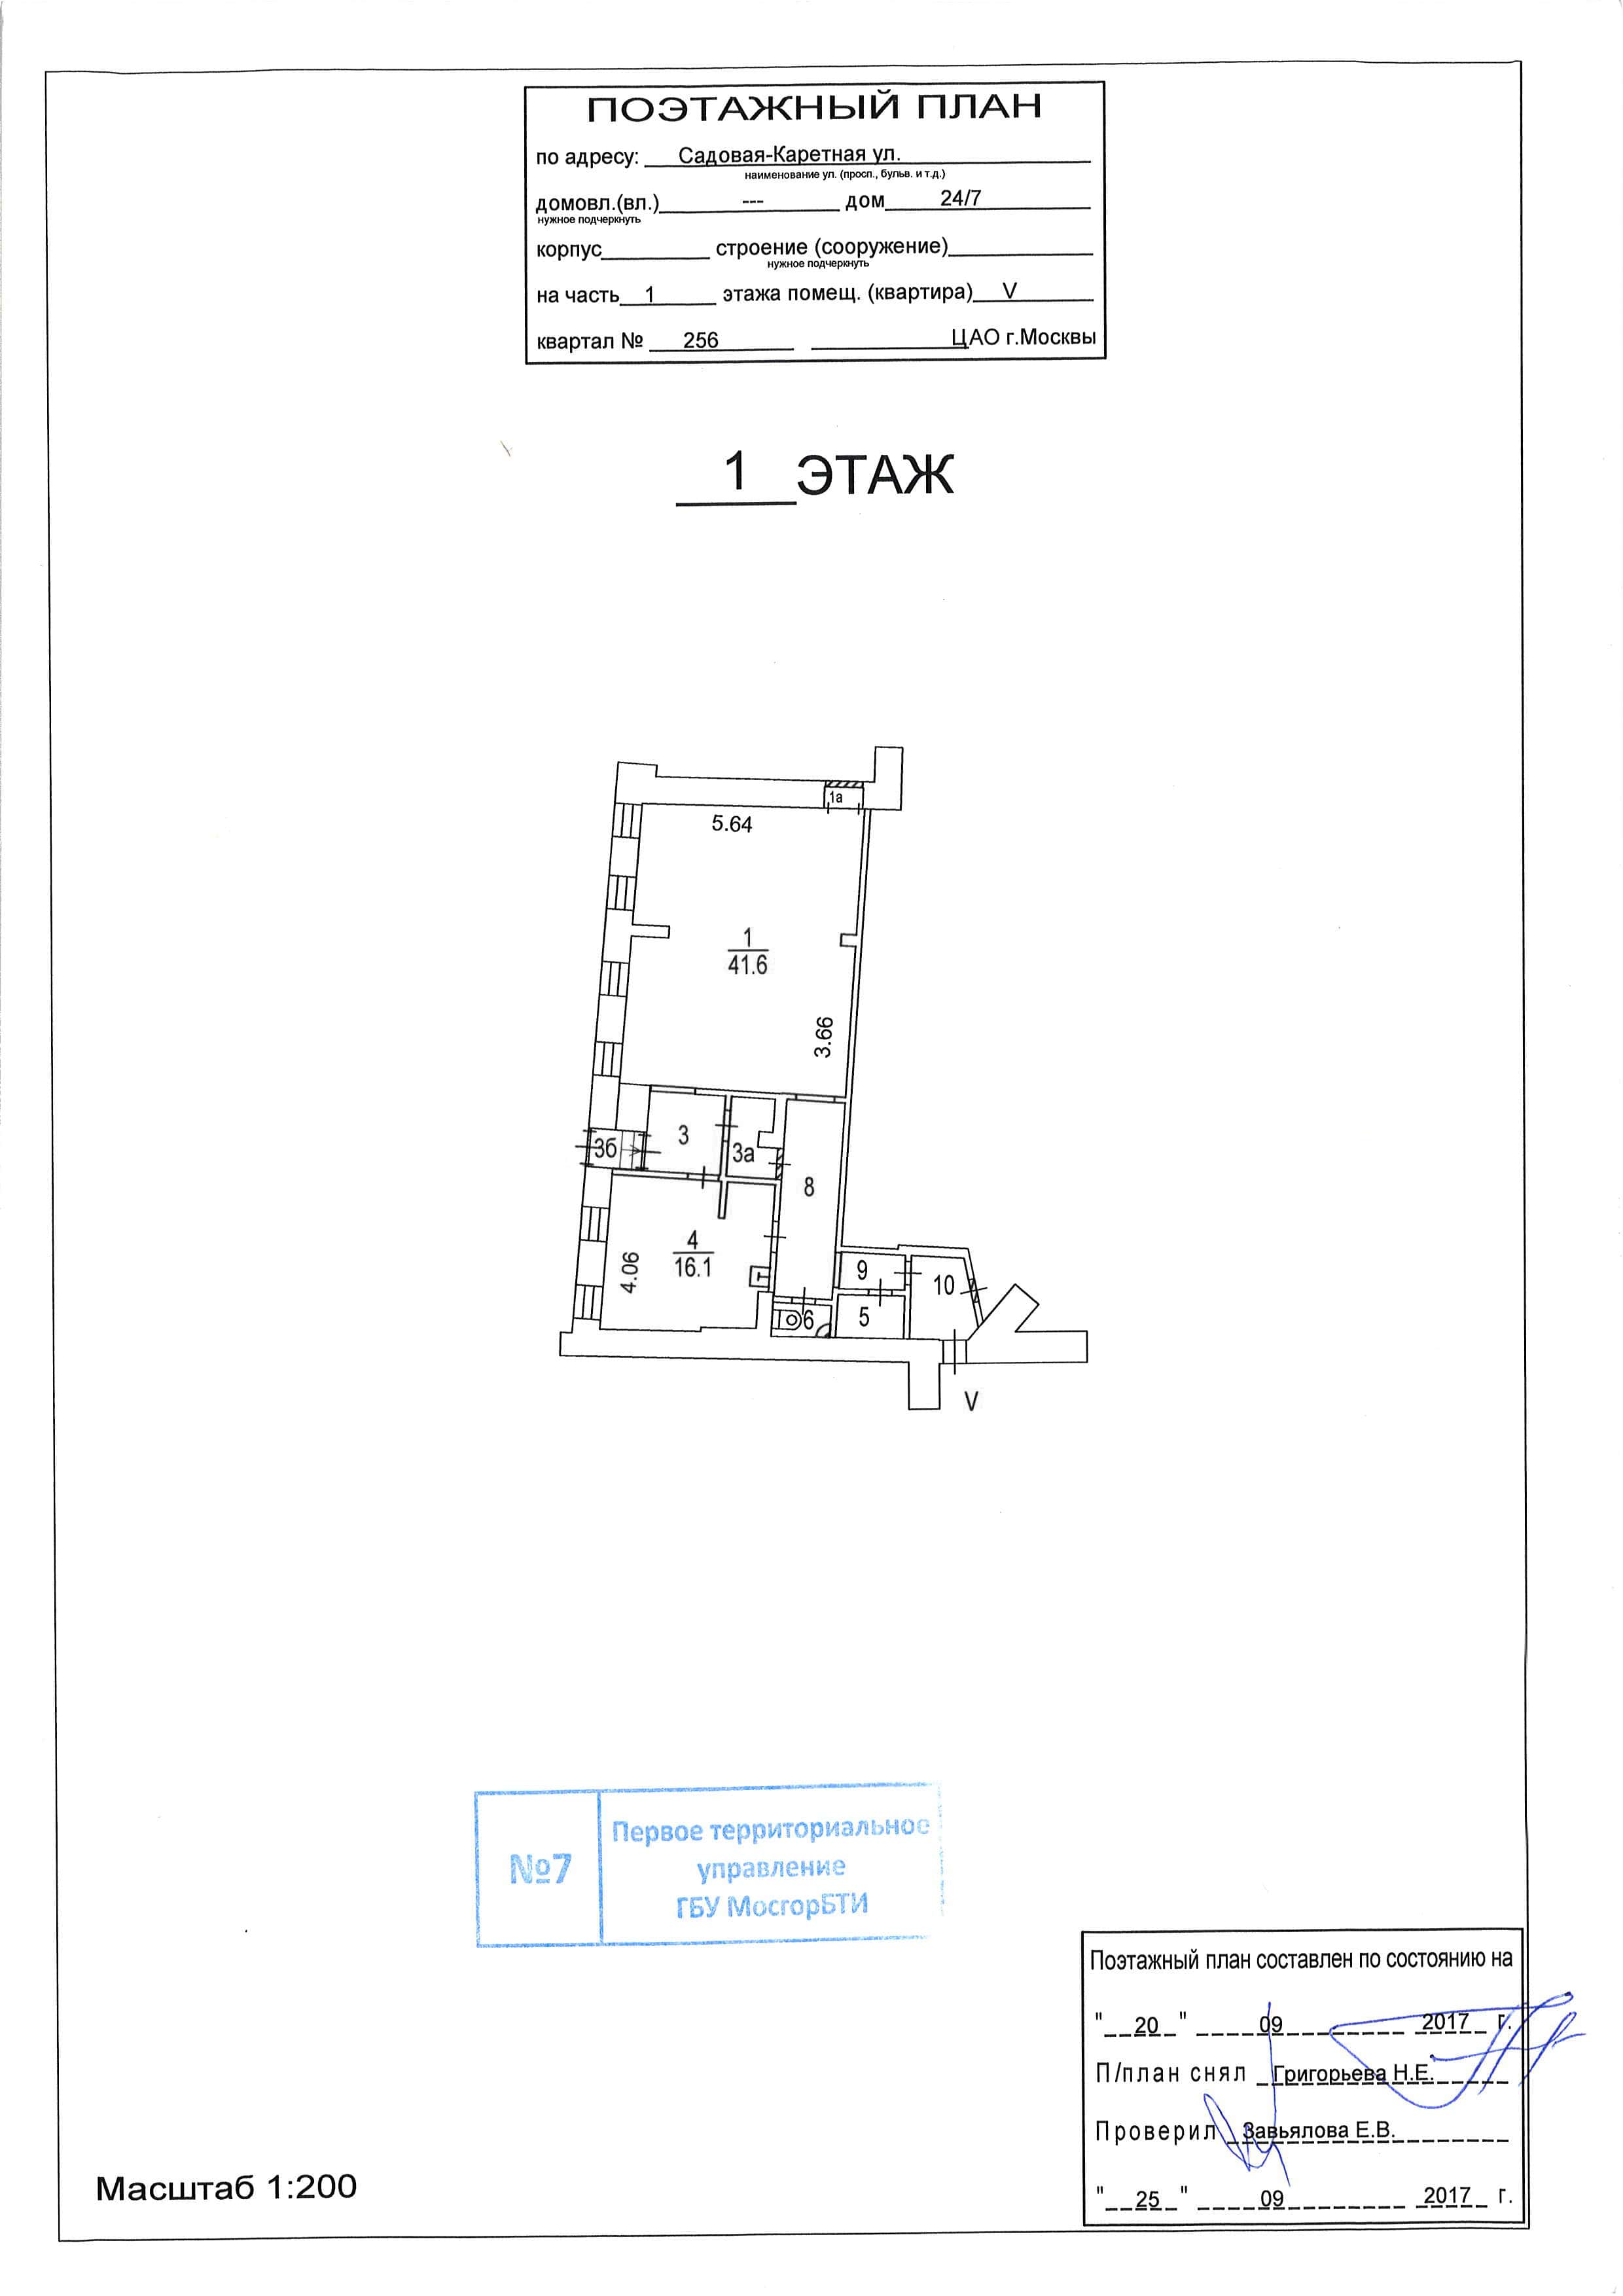 ПОЭТАЖНЫЙ ПЛАН
по адресу: Садовая-Каретная ул.
наименование ул. (просп., бульв. и т.д.)
домовл.(вл.) --- дом 24/7
нужное подчеркнуть
корпус строение (сооружение)
нужное подчеркнуть
на часть 1 этажа помещ. (квартира) V
квартал № 256 ЦАО г.Москвы
1 ЭТАЖ
1а
5.64
1
41.6
3.66
3
3б
3а
8
4
16.1
4.06
9
10
6
5
V
№7
Первое территориальное
управление
ГБУ МосгорБТИ
Поэтажный план составлен по состоянию на
" 20 " 09 2017 г.
П/план снял Григорьева Н.Е.
Проверил Завьялова Е.В.
" 25 " 09 2017 г.
Масштаб 1:200